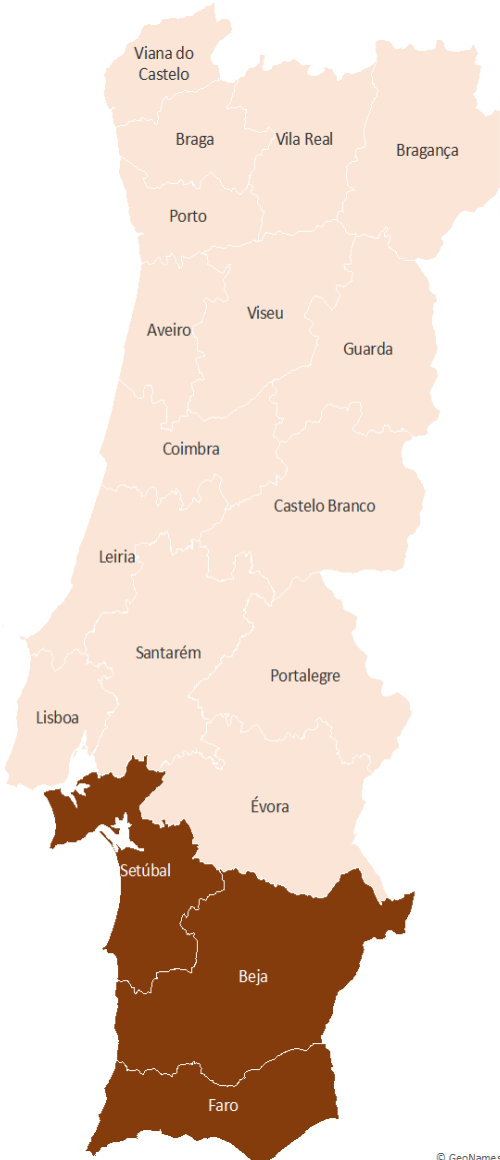 Viana do
Castelo
Braga
Vila Real
Bragança
Porto
Viseu
Aveiro
Guarda
Coimbra
Castelo Branco
Leiria
Santarém
Portalegre
Lisboa
Évora
Setúbal
Beja
Faro
© GeoNames